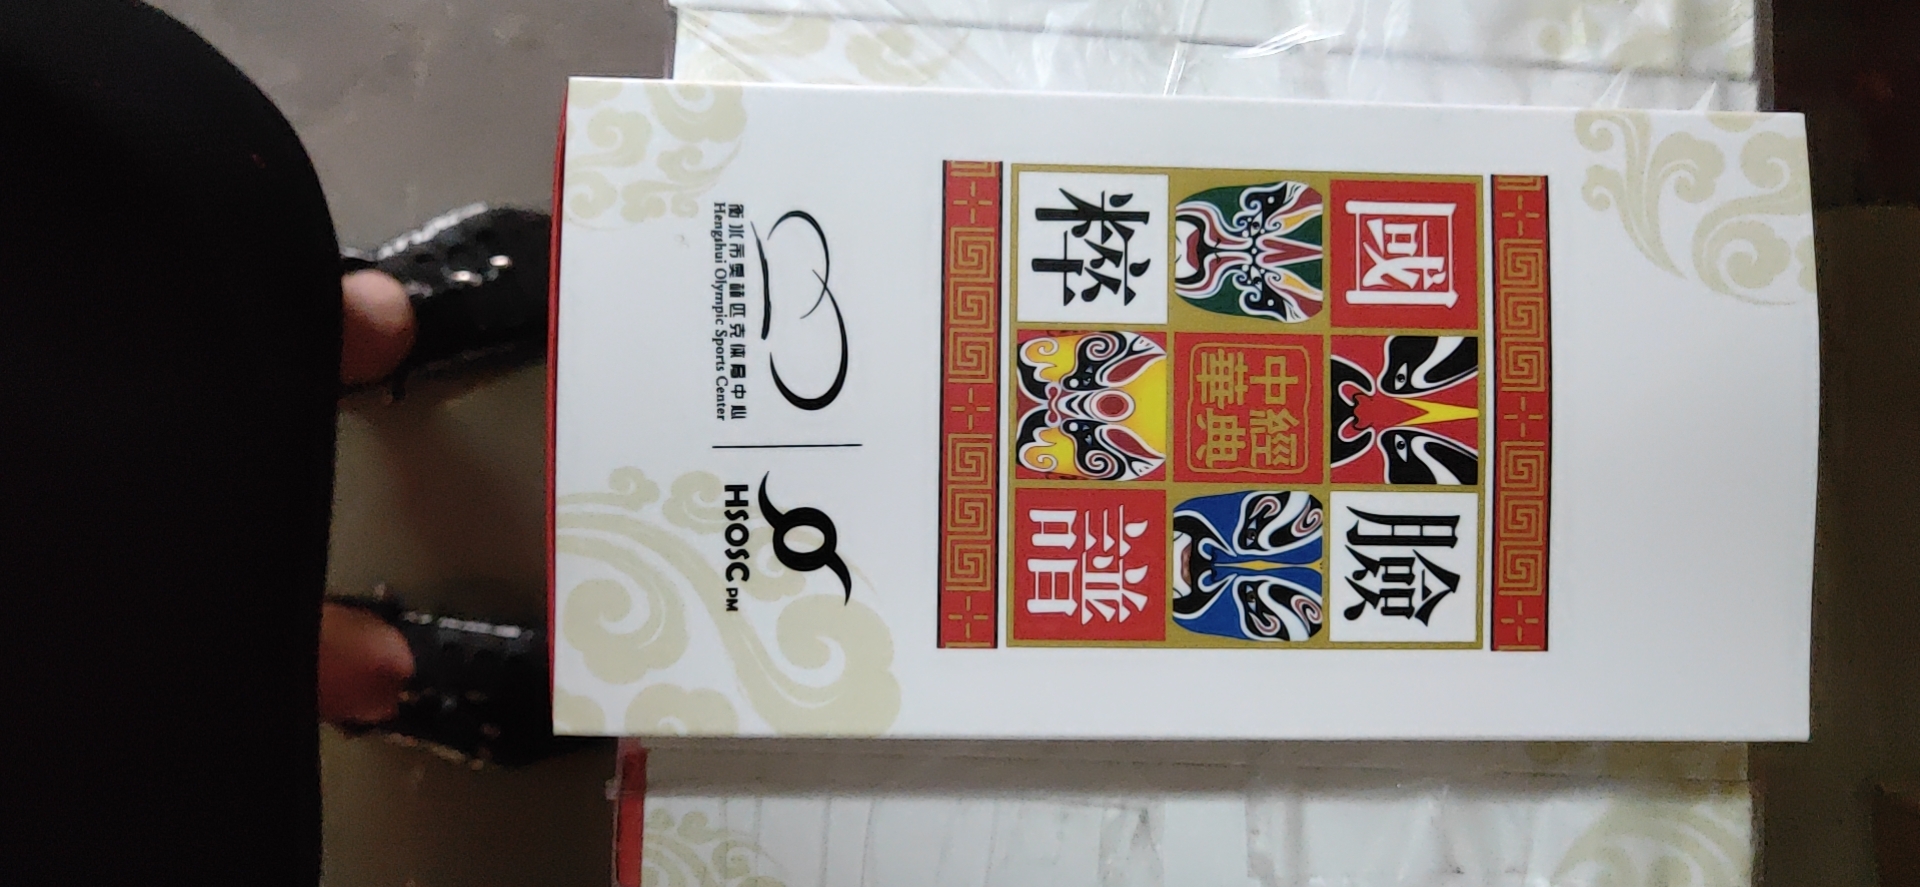 國粹
臉譜
中華
經典
衡水市奥林匹克体育中心
Hengshui Olympic Sports Center
HSOSC PM